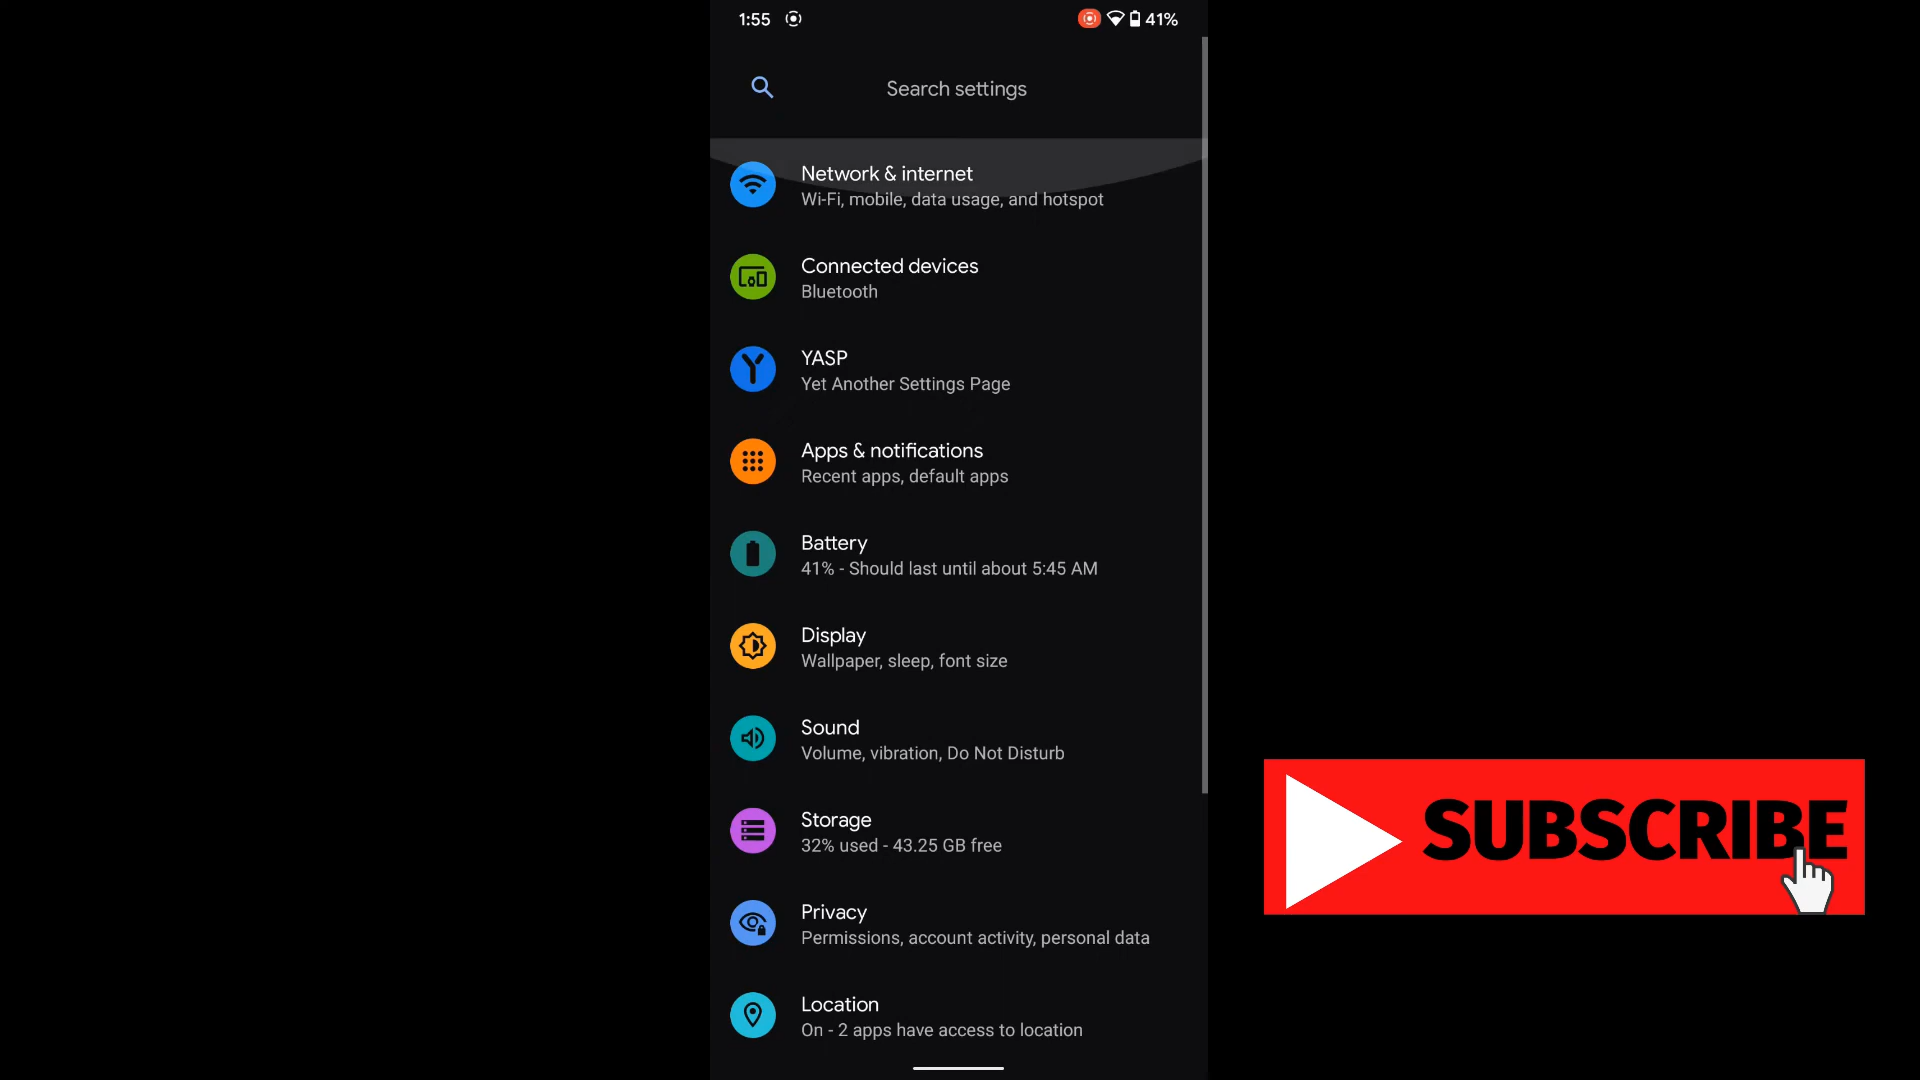 1:55
41%
Search settings
Network & internet
Wi-Fi, mobile, data usage, and hotspot
Connected devices
Bluetooth
YASP
Yet Another Settings Page
Apps & notifications
Recent apps, default apps
Battery
41% - Should last until about 5:45 AM
Display
Wallpaper, sleep, font size
Sound
Volume, vibration, Do Not Disturb
Storage
32% used - 43.25 GB free
Privacy
Permissions, account activity, personal data
Location
On - 2 apps have access to location
SUBSCRIBE